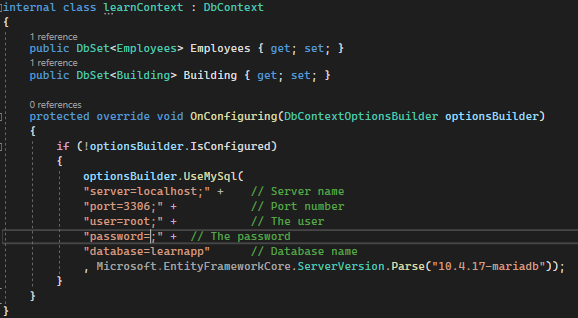 internal class learnContext : DbContext
{
1 reference
public DbSet<Employees> Employees { get; set; }
1 reference
public DbSet<Building> Building { get; set; }
0 references
protected override void OnConfiguring(DbContextOptionsBuilder optionsBuilder)
{
if (!optionsBuilder.IsConfigured)
{
optionsBuilder.UseMySql(
"server=localhost;" + // Server name
"port=3306;" + // Port number
"user=root;" + // The user
"password=;" + // The password
"database=learnapp" // Database name
, Microsoft.EntityFrameworkCore.ServerVersion.Parse("10.4.17-mariadb"));
}
}
}